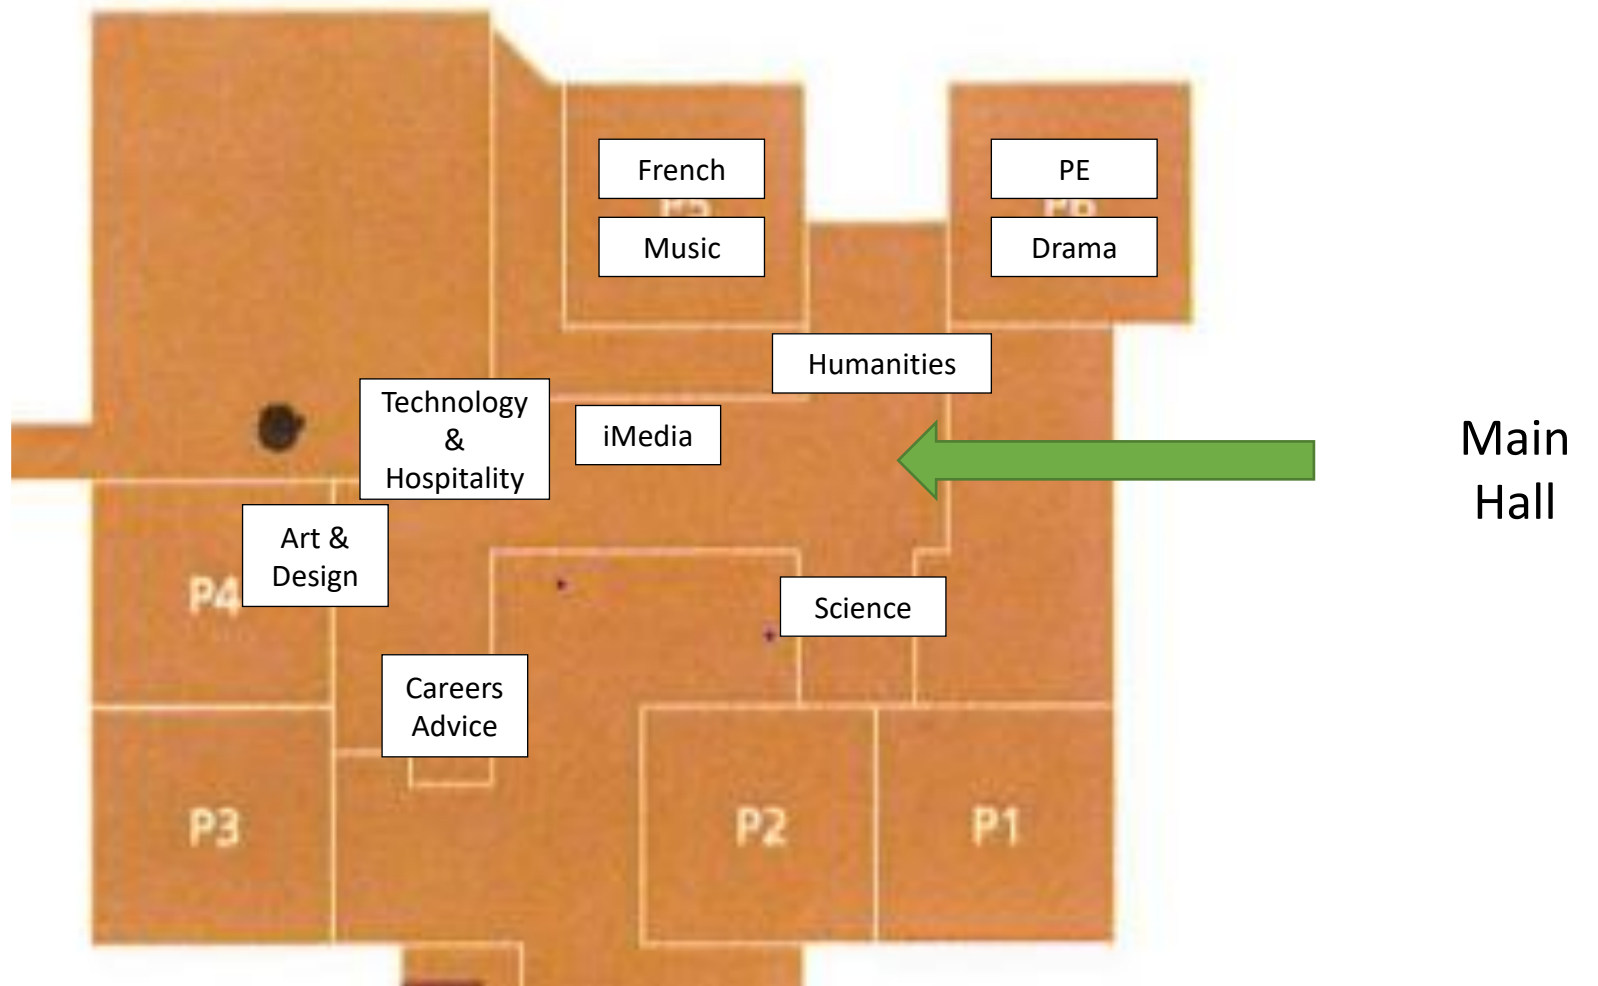 French
PE
Music
Drama
Humanities
Technology
&
Hospitality
iMedia
Main
Hall
Art &
Design
P4
Science
Careers
Advice
P3
P2
P1